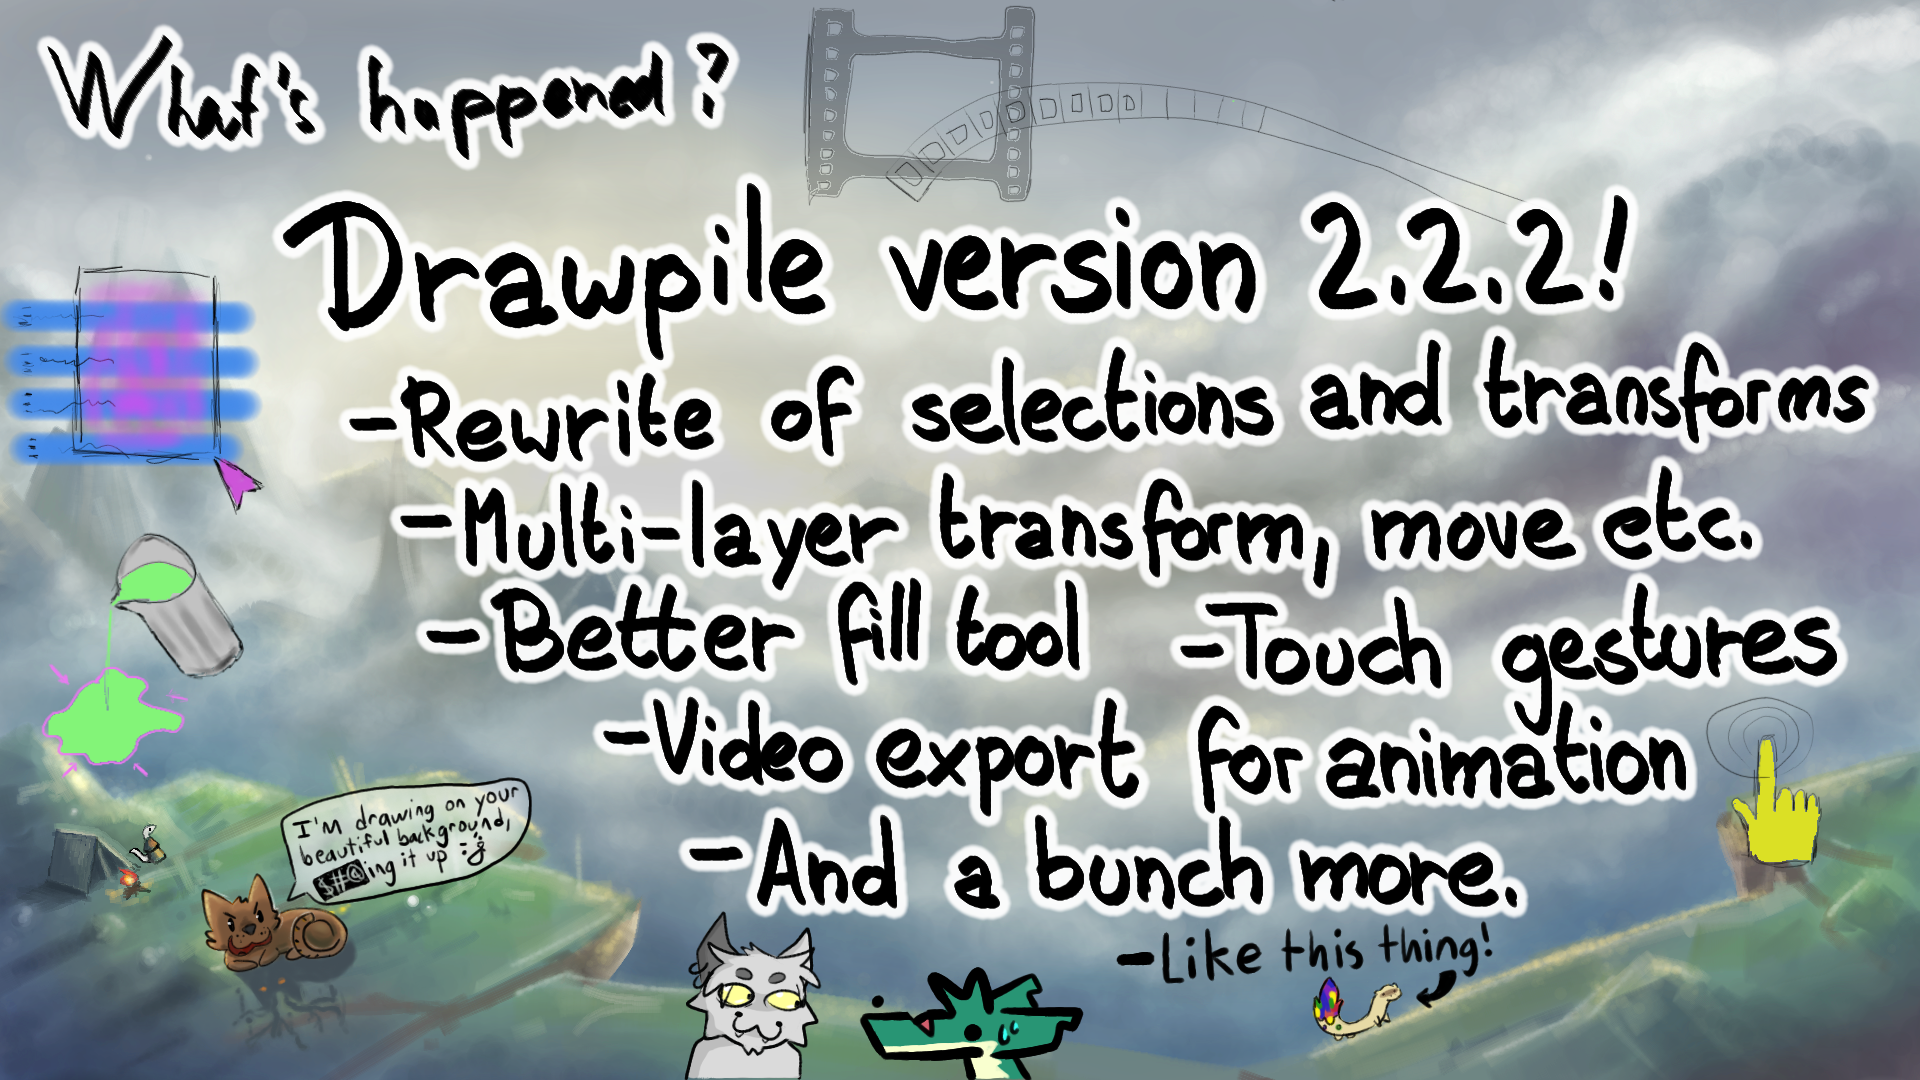 What's happened?
Drawpile version 2.2.2!
-Rewrite of selections and transforms
-Multi-layer transform, move etc.
-Better fill tool -Touch gestures
-Video export for animation
-And a bunch more.
-Like this thing!
I'm drawing on your
beautiful background,
$#@ing it up :3